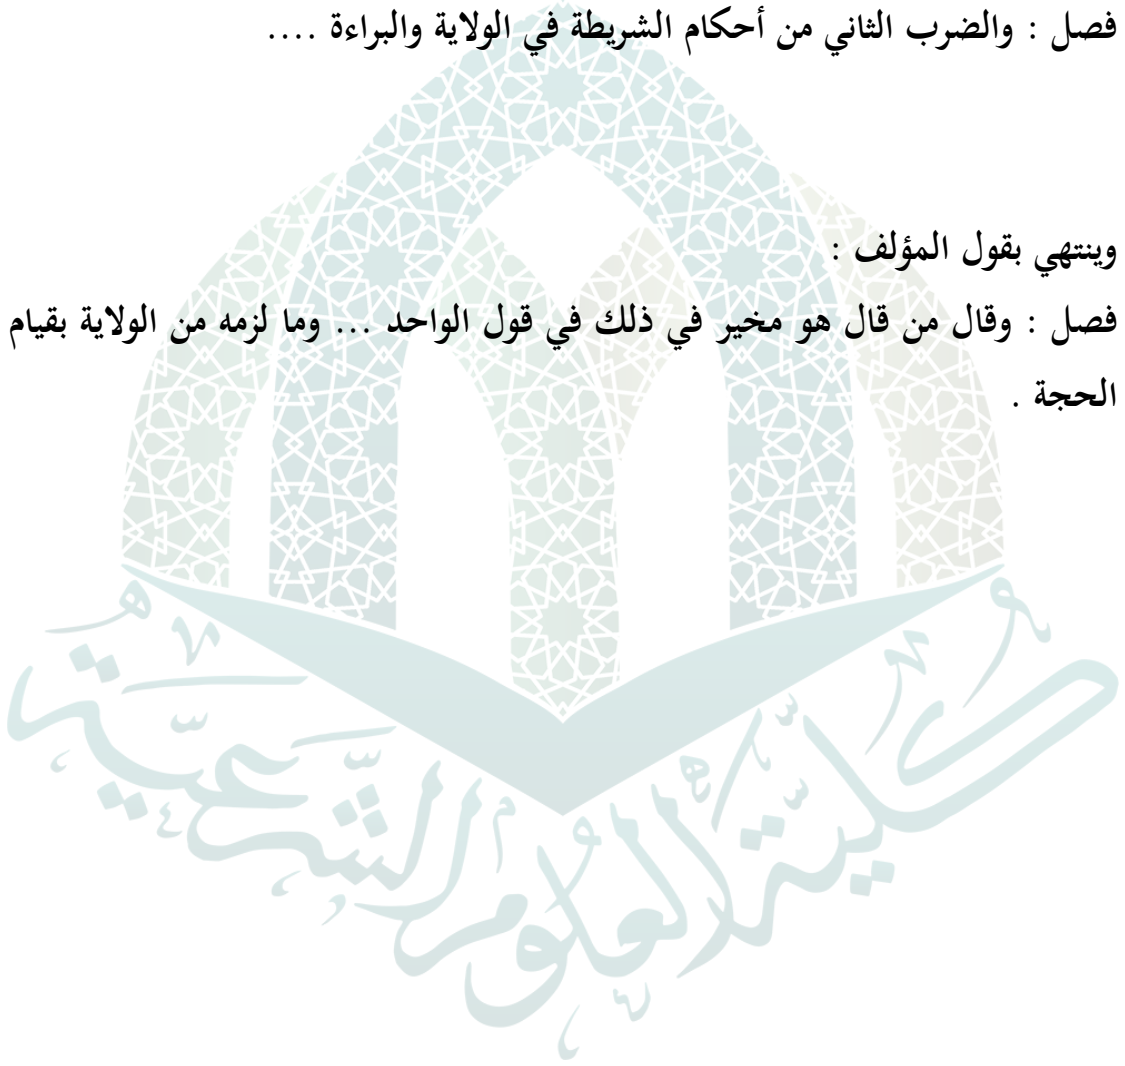 فصل : والضرب الثاني من أحكام الشريطة في الولاية والبراءة ....
وينتهي بقول المؤلف :
فصل : وقال من قال هو مخير في ذلك في قول الواحد ... وما لزمه من الولاية بقيام
الحجة .
كلية العلوم الشرعية